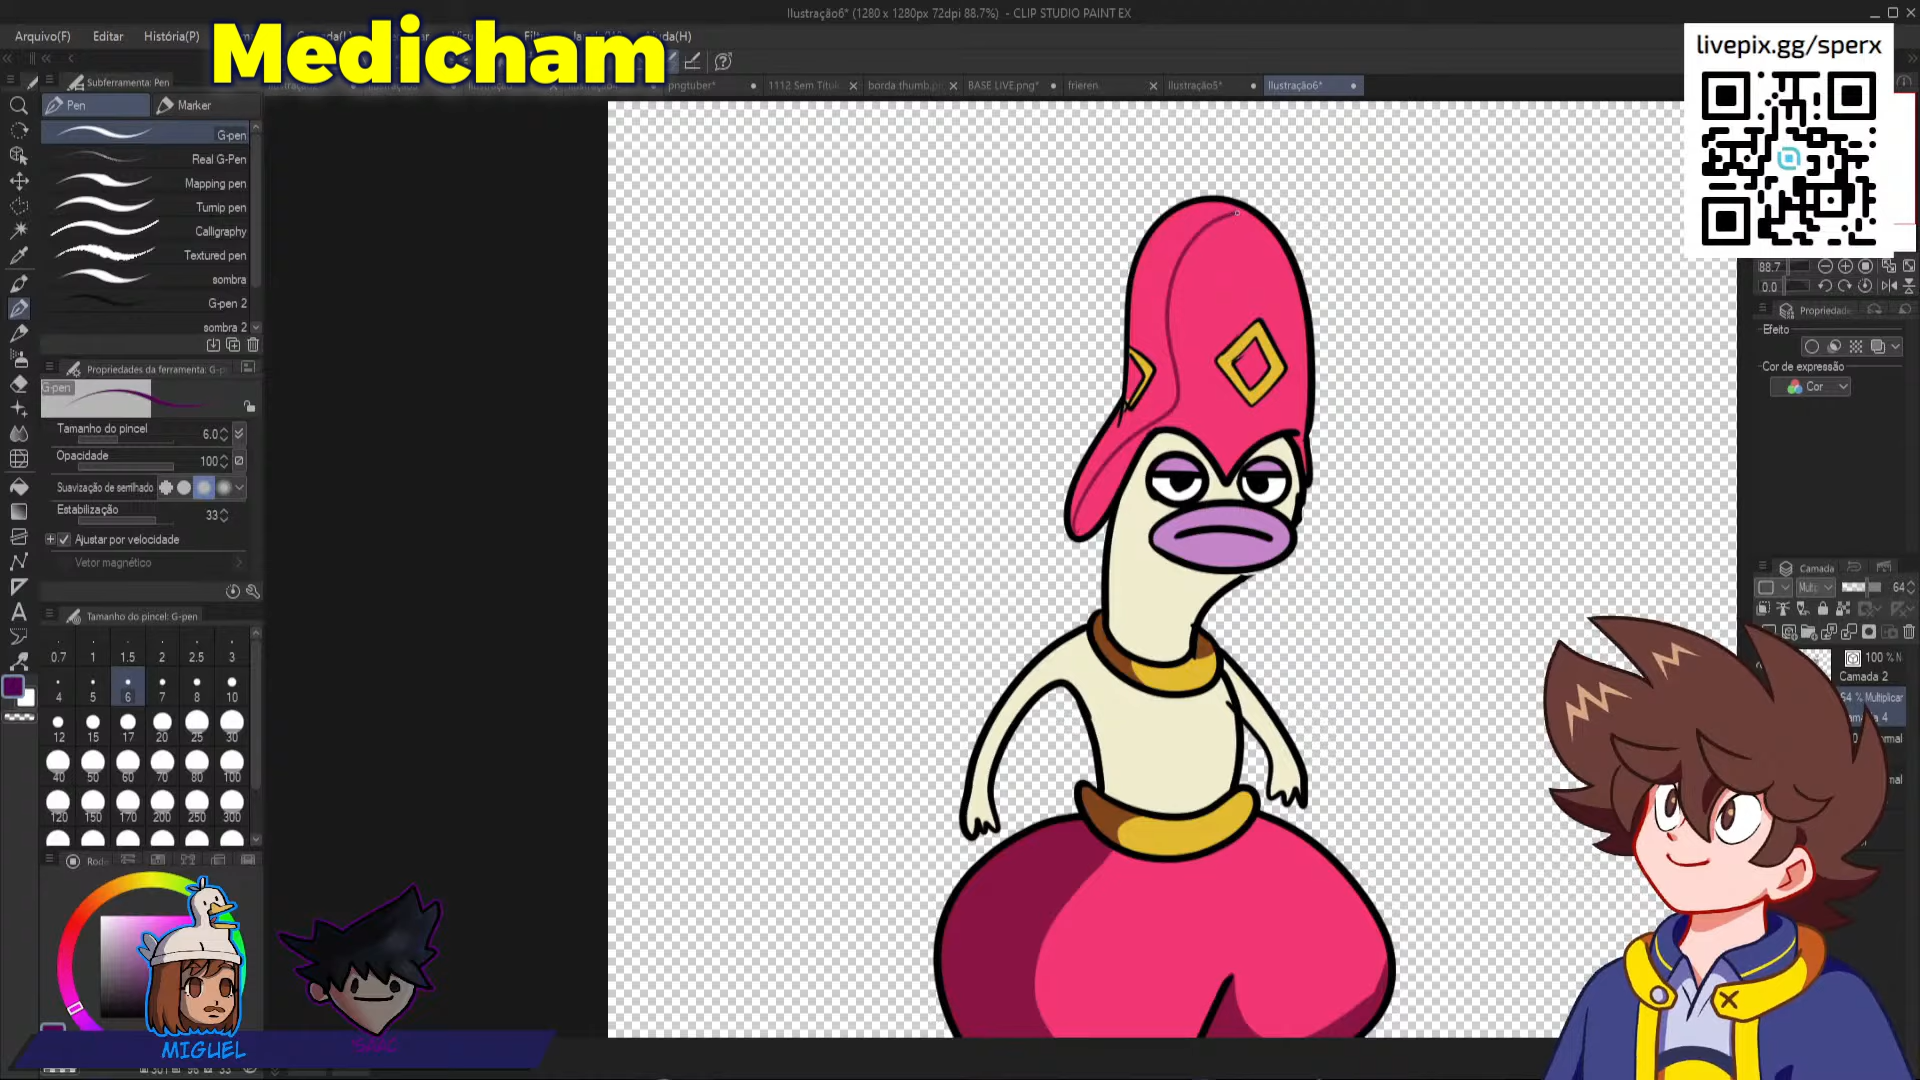 Ilustração6* (1280 x 1280px 72dpi 88.7%) - CLIP STUDIO PAINT EX
Arquivo(F) Editar História(P)
Medicham
livepix.gg/sperx
Subferramenta: Pen
Pen Marker
pngtuber* 1112 Sem Títul borda thumb.p BASE LIVE.png* frieren Ilustração5* Ilustração6*
G-pen
Real G-Pen
Mapping pen
Turnip pen
Calligraphy
Textured pen
sombra
G-pen 2
sombra 2
Propriedades da ferramenta: G-p
G-pen
Tamanho do pincel 6.0
Opacidade 100
Suavização de serrilhado
Estabilização 33
Ajustar por velocidade
Vetor magnético
Tamanho do pincel: G-pen
0.7 1 1.5 2 2.5 3
4 5 6 7 8 10
12 15 17 20 25 30
40 50 60 70 80 100
120 150 170 200 250 300
Rode
MIGUEL
88.7
0.0
Propriedade
Efeito
Cor de expressão
Cor
Camada
Multip 64
100 % N
Camada 2
64 % Multiplicar